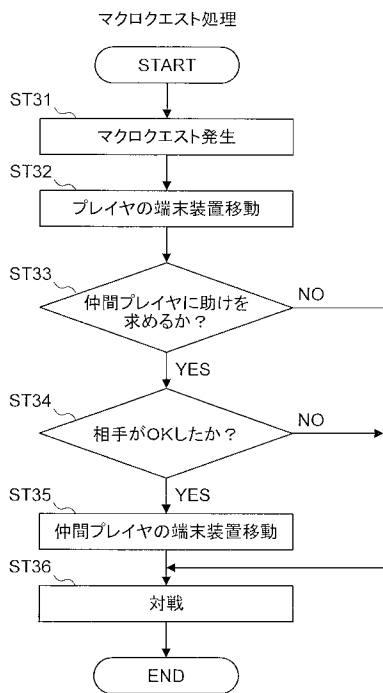 マクロクエスト処理
START
ST31
マクロクエスト発生
ST32
プレイヤの端末装置移動
ST33
仲間プレイヤに助けを
求めるか？
NO
YES
ST34
相手がOKしたか？
NO
YES
ST35
仲間プレイヤの端末装置移動
ST36
対戦
END